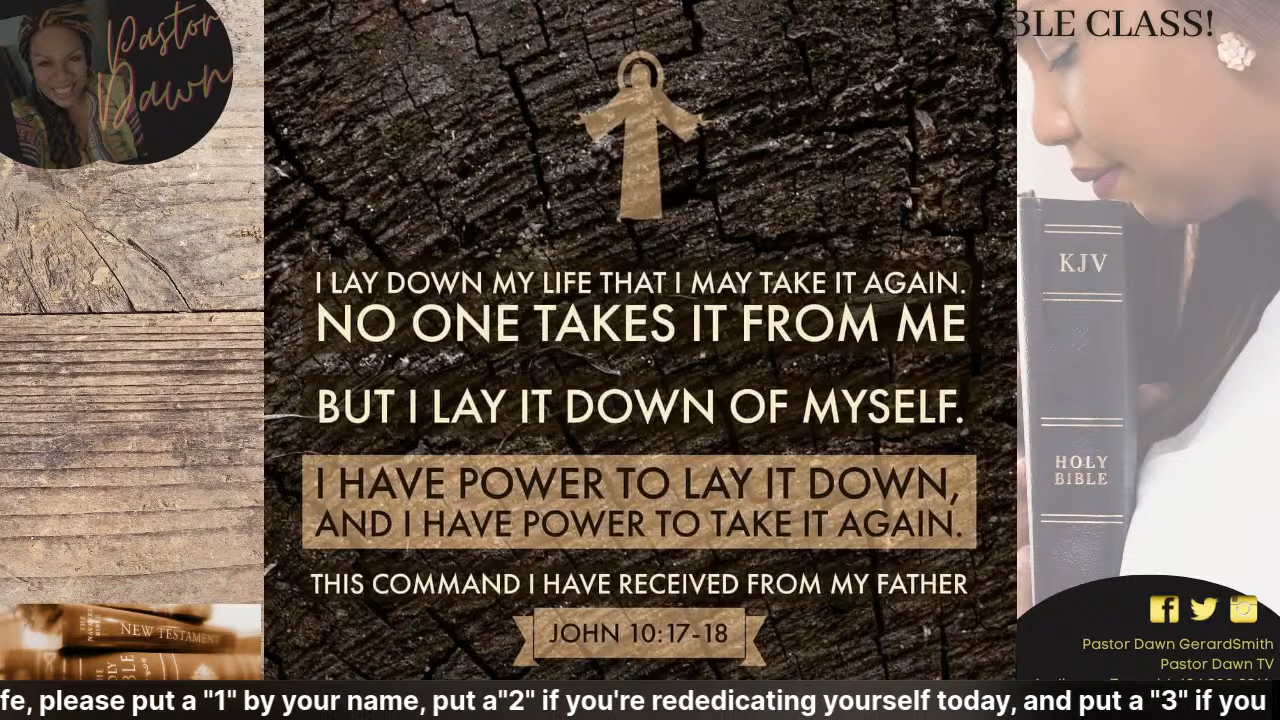 Pastor
Dawn
BLE CLASS!
I LAY DOWN MY LIFE THAT I MAY TAKE IT AGAIN.
NO ONE TAKES IT FROM ME
BUT I LAY IT DOWN OF MYSELF.
I HAVE POWER TO LAY IT DOWN,
AND I HAVE POWER TO TAKE IT AGAIN.
THIS COMMAND I HAVE RECEIVED FROM MY FATHER
JOHN 10:17-18
KJV
HOLY
BIBLE
NEW TESTAMENT
Pastor Dawn GerardSmith
Pastor Dawn TV
fe, please put a "1" by your name, put a"2" if you're rededicating yourself today, and put a "3" if you